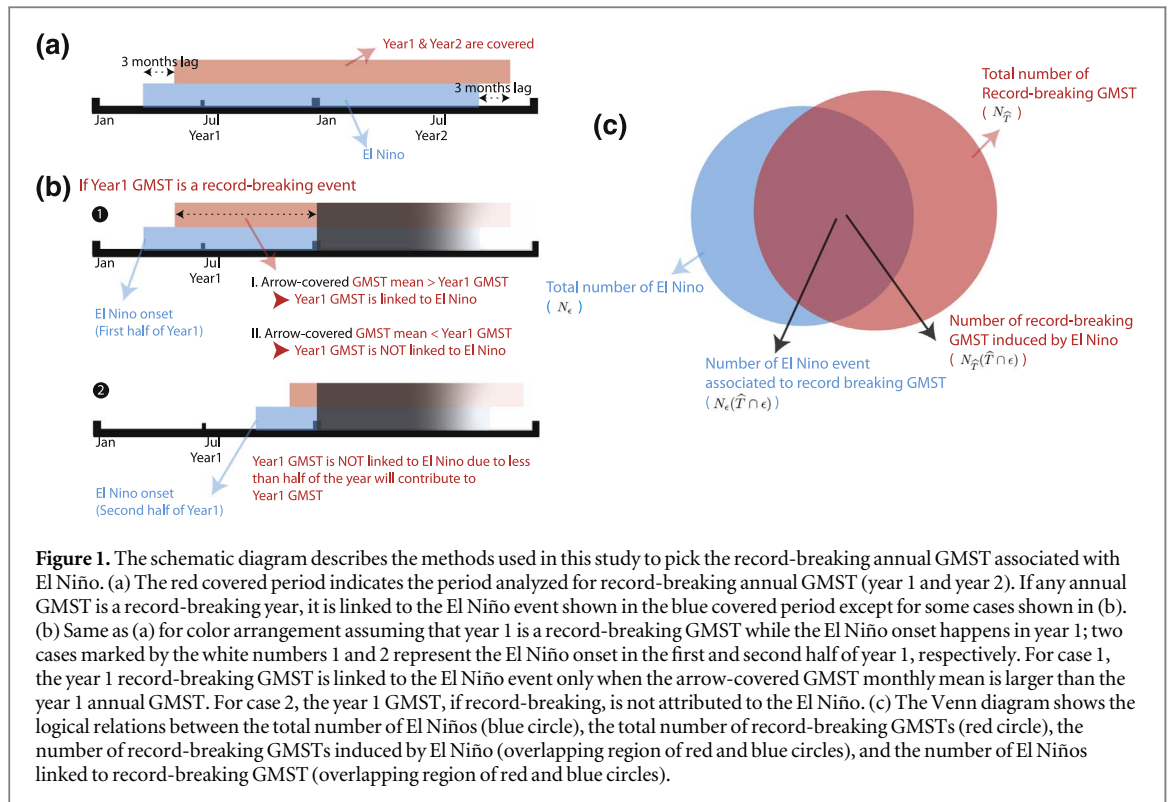 (a)
Year1 & Year2 are covered
3 months lag
3 months lag
Jan
Jul
Year1
Jan
Jul
Year2
El Nino
(b) If Year1 GMST is a record-breaking event
1
Jan
Jul
Year1
El Nino onset
(First half of Year1)
I. Arrow-covered GMST mean > Year1 GMST
Year1 GMST is linked to El Nino
II. Arrow-covered GMST mean < Year1 GMST
Year1 GMST is NOT linked to El Nino
2
Jan
Jul
Year1
El Nino onset
(Second half of Year1)
Year1 GMST is NOT linked to El Nino due to less
than half of the year will contribute to
Year1 GMST
(c)
Total number of
Record-breaking GMST
( N_T̂ )
Total number of El Nino
( N_ϵ )
Number of record-breaking
GMST induced by El Nino
( N_T̂(T̂ ∩ ϵ) )
Number of El Nino event
associated to record breaking GMST
( N_ϵ(T̂ ∩ ϵ) )
Figure 1. The schematic diagram describes the methods used in this study to pick the record-breaking annual GMST associated with
El Niño. (a) The red covered period indicates the period analyzed for record-breaking annual GMST (year 1 and year 2). If any annual
GMST is a record-breaking year, it is linked to the El Niño event shown in the blue covered period except for some cases shown in (b).
(b) Same as (a) for color arrangement assuming that year 1 is a record-breaking GMST while the El Niño onset happens in year 1; two
cases marked by the white numbers 1 and 2 represent the El Niño onset in the first and second half of year 1, respectively. For case 1,
the year 1 record-breaking GMST is linked to the El Niño event only when the arrow-covered GMST monthly mean is larger than the
year 1 annual GMST. For case 2, the year 1 GMST, if record-breaking, is not attributed to the El Niño. (c) The Venn diagram shows the
logical relations between the total number of El Niños (blue circle), the total number of record-breaking GMSTs (red circle), the
number of record-breaking GMSTs induced by El Niño (overlapping region of red and blue circles), and the number of El Niños
linked to record-breaking GMST (overlapping region of red and blue circles).